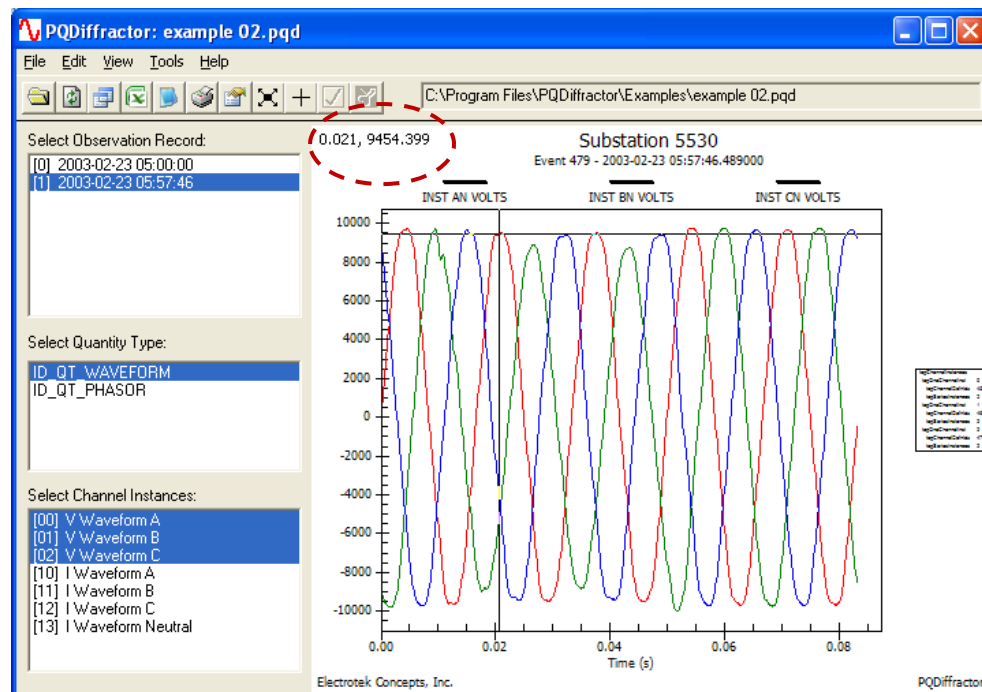 PQDiffractor: example 02.pqd
File Edit View Tools Help
C:\Program Files\PQDiffractor\Examples\example 02.pqd
Select Observation Record:
[0] 2003-02-23 05:00:00
[1] 2003-02-23 05:57:46
Select Quantity Type:
ID_QT_WAVEFORM
ID_QT_PHASOR
Select Channel Instances:
[00] V Waveform A
[01] V Waveform B
[02] V Waveform C
[10] I Waveform A
[11] I Waveform B
[12] I Waveform C
[13] I Waveform Neutral
0.021, 9454.399
Substation 5530
Event 479 - 2003-02-23 05:57:46.489000
INST AN VOLTS INST BN VOLTS INST CN VOLTS
10000
8000
6000
4000
2000
0
-2000
-4000
-6000
-8000
-10000
0.00 0.02 0.04 0.06 0.08
Time (s)
Electrotek Concepts, Inc.
PQDiffractor